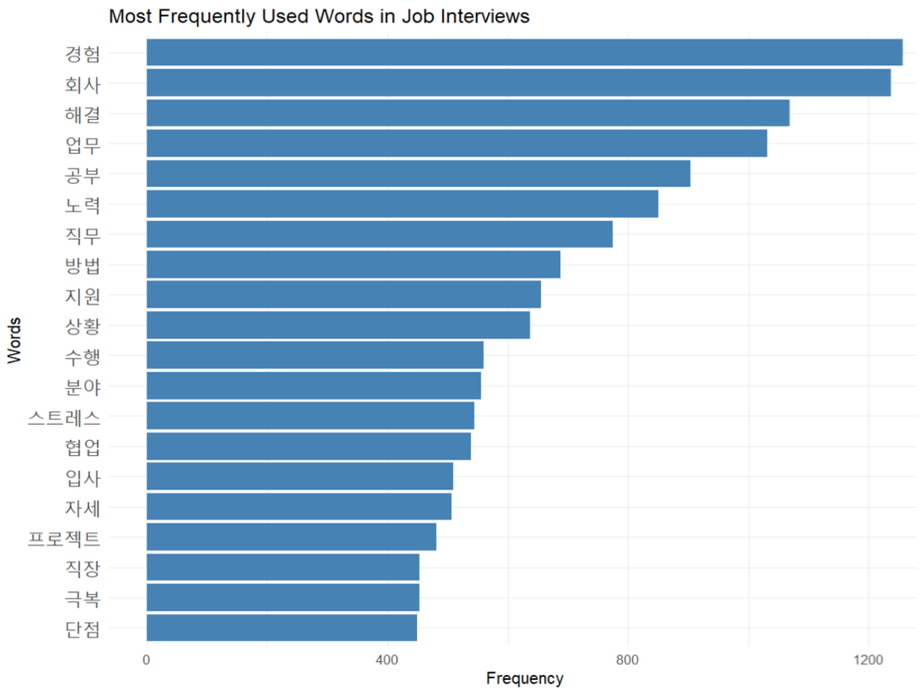 Most Frequently Used Words in Job Interviews
Words
경험
회사
해결
업무
공부
노력
직무
방법
지원
상황
수행
분야
스트레스
협업
입사
자세
프로젝트
직장
극복
단점
0 400 800 1200
Frequency